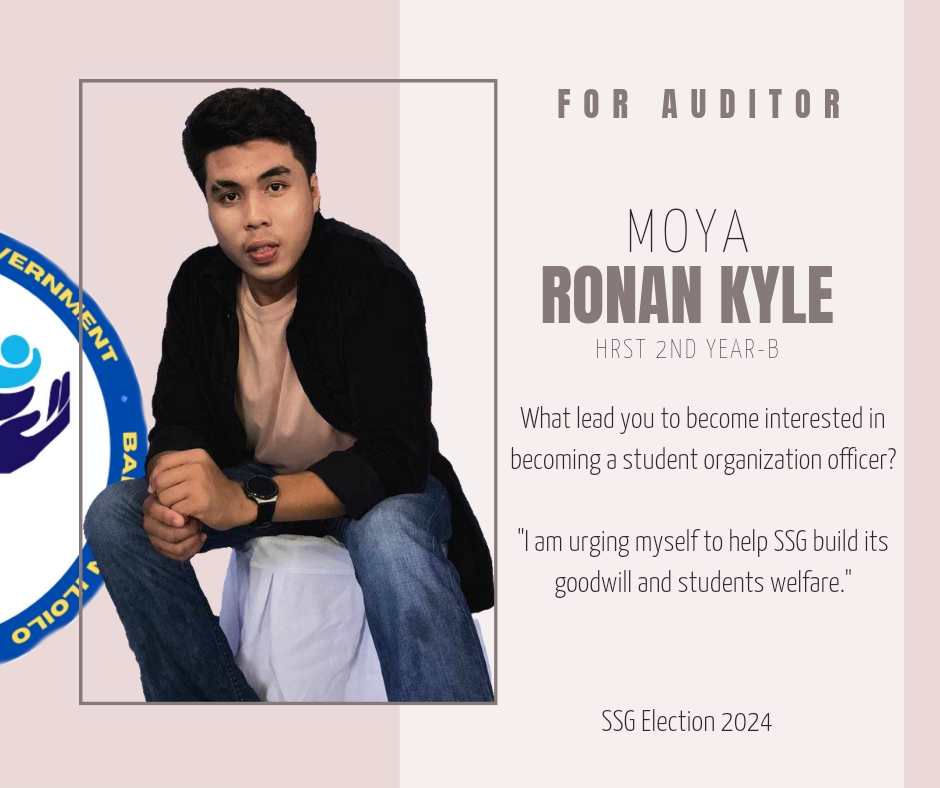 FOR AUDITOR
MOYA
RONAN KYLE
HRST 2ND YEAR-B
What lead you to become interested in
becoming a student organization officer?
"I am urging myself to help SSG build its
goodwill and students welfare."
SSG Election 2024
ILOILO